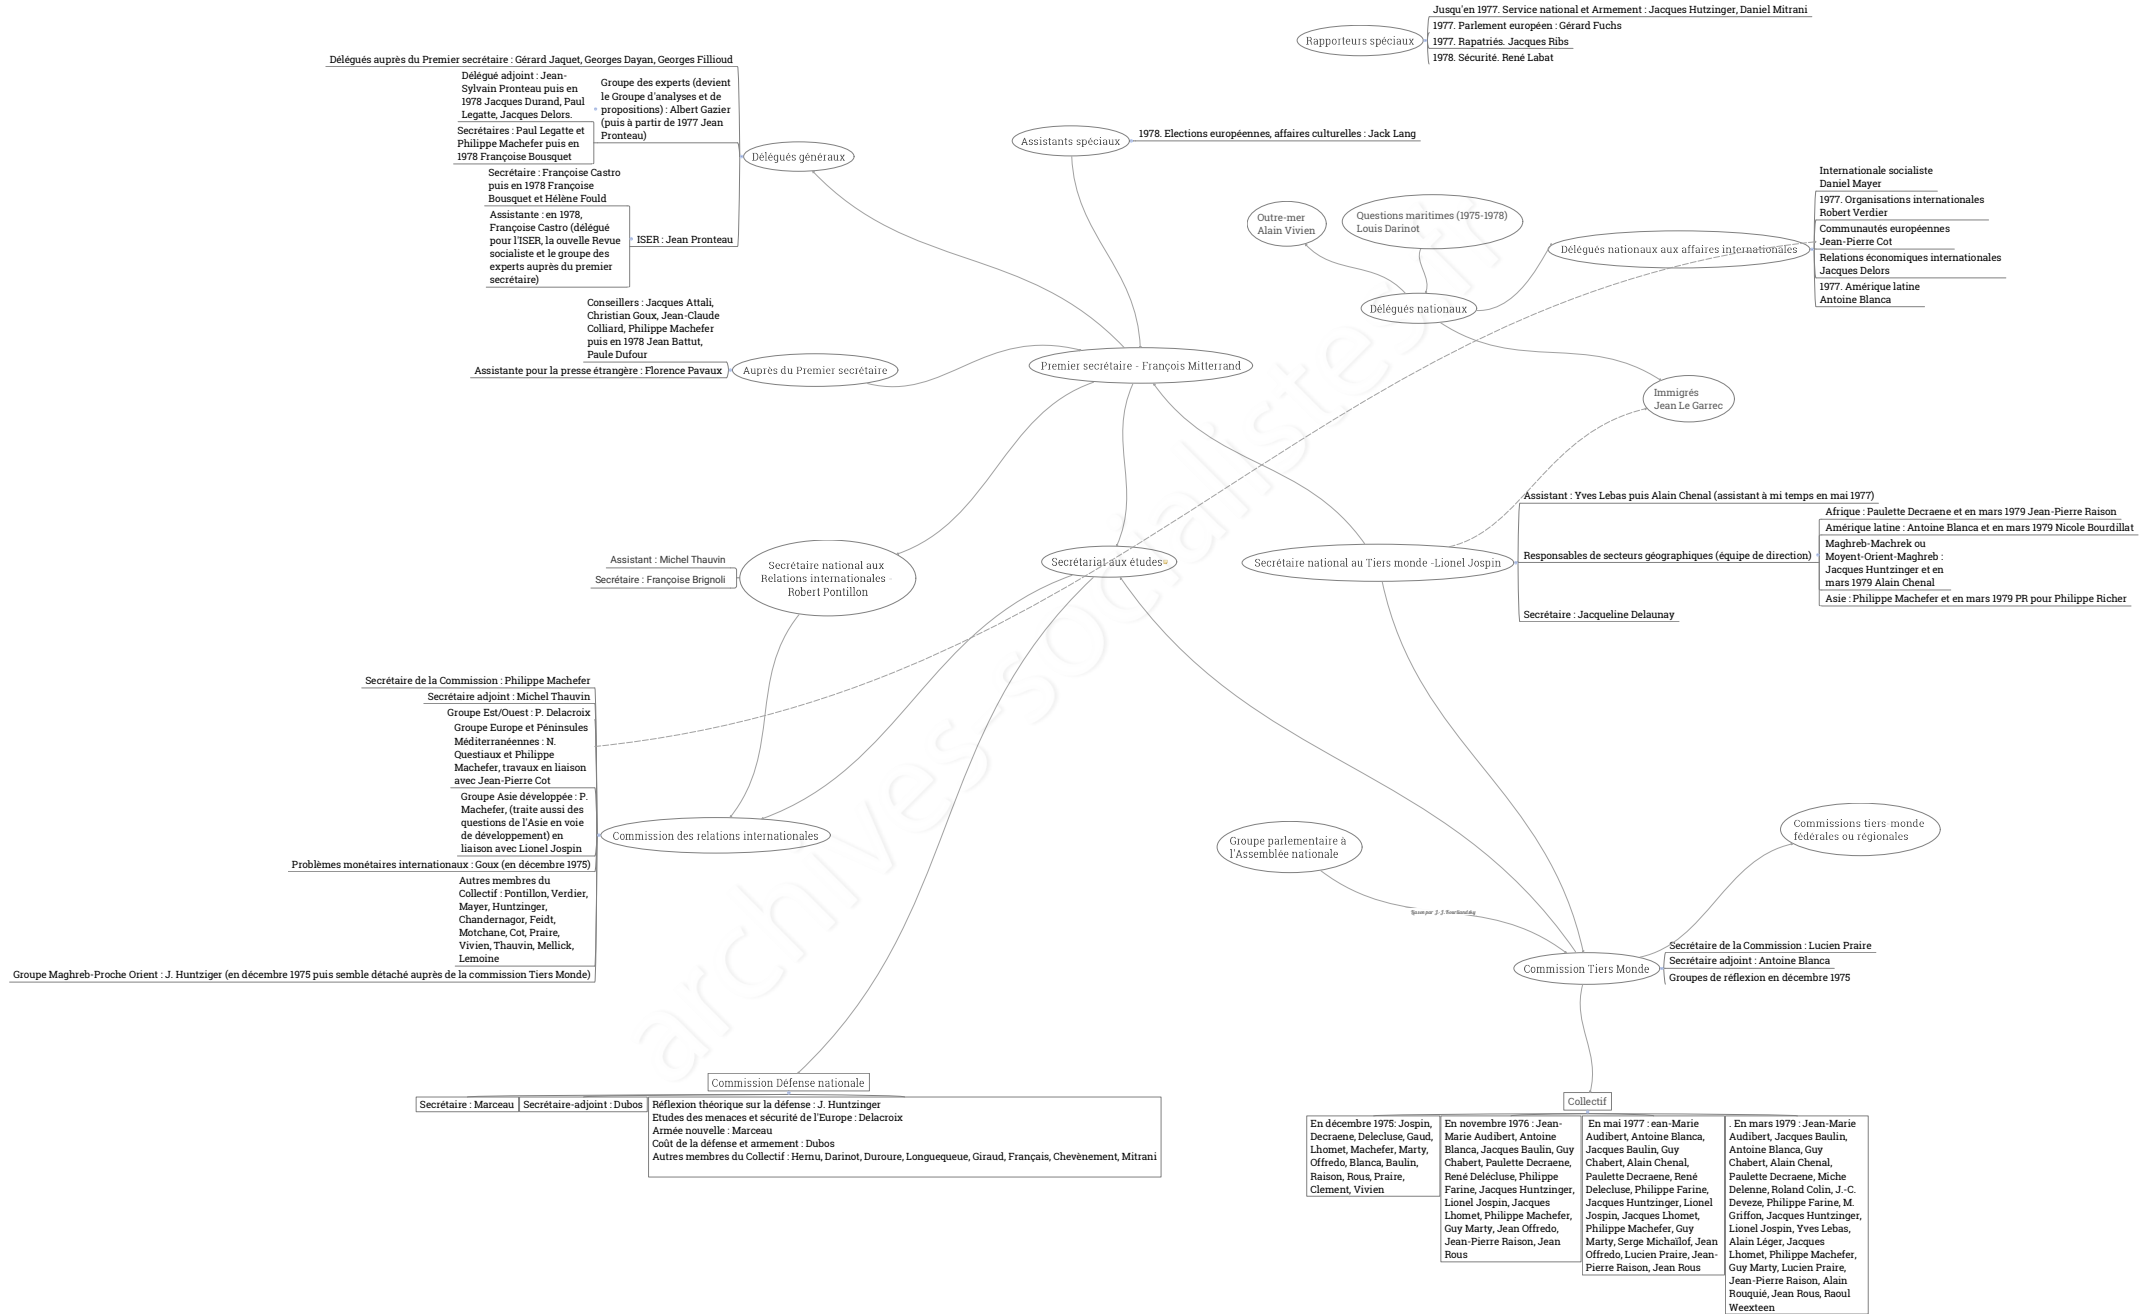 Jusqu'en 1977. Service national et Armement : Jacques Hutzinger, Daniel Mitrani
1977. Parlement européen : Gérard Fuchs
Rapporteurs spéciaux
1977. Rapatriés. Jacques Ribs
1978. Sécurité. René Labat
Délégués auprès du Premier secrétaire : Gérard Jaquet, Georges Dayan, Georges Fillioud
Délégué adjoint : Jean-
Sylvain Pronteau puis en
1978 Jacques Durand, Paul
Legatte, Jacques Delors.
Groupe des experts (devient
le Groupe d'analyses et de
propositions) : Albert Gazier
(puis à partir de 1977 Jean
Pronteau)
Secrétaires : Paul Legatte et
Philippe Machefer puis en
1978 Françoise Bousquet
Délégués généraux
Secrétaire : Françoise Castro
puis en 1978 Françoise
Bousquet et Hélène Fould
Assistante : en 1978,
Françoise Castro (délégué
pour l'ISER, la ouvelle Revue
socialiste et le groupe des
experts auprès du premier
secrétaire)
ISER : Jean Pronteau
Assistants spéciaux
1978. Elections européennes, affaires culturelles : Jack Lang
Outre-mer
Alain Vivien
Questions maritimes (1975-1978)
Louis Darinot
Délégués nationaux aux affaires internationales
Internationale socialiste
Daniel Mayer
1977. Organisations internationales
Robert Verdier
Communautés européennes
Jean-Pierre Cot
Relations économiques internationales
Jacques Delors
1977. Amérique latine
Antoine Blanca
Délégués nationaux
Conseillers : Jacques Attali,
Christian Goux, Jean-Claude
Colliard, Philippe Machefer
puis en 1978 Jean Battut,
Paule Dufour
Assistante pour la presse étrangère : Florence Pavaux
Auprès du Premier secrétaire
Premier secrétaire - François Mitterrand
Immigrés
Jean Le Garrec
Assistant : Michel Thauvin
Secrétaire : Françoise Brignoli
Secrétaire national aux
Relations internationales -
Robert Pontillon
Secrétariat aux études
Secrétaire national au Tiers monde -Lionel Jospin
Assistant : Yves Lebas puis Alain Chenal (assistant à mi temps en mai 1977)
Responsables de secteurs géographiques (équipe de direction)
Afrique : Paulette Decraene et en mars 1979 Jean-Pierre Raison
Amérique latine : Antoine Blanca et en mars 1979 Nicole Bourdillat
Maghreb-Machrek ou
Moyent-Orient-Maghreb :
Jacques Huntzinger et en
mars 1979 Alain Chenal
Asie : Philippe Machefer et en mars 1979 PR pour Philippe Richer
Secrétaire : Jacqueline Delaunay
Secrétaire de la Commission : Philippe Machefer
Secrétaire adjoint : Michel Thauvin
Groupe Est/Ouest : P. Delacroix
Groupe Europe et Péninsules
Méditerranéennes : N.
Questiaux et Philippe
Machefer, travaux en liaison
avec Jean-Pierre Cot
Groupe Asie développée : P.
Machefer, (traite aussi des
questions de l'Asie en voie
de développement) en
liaison avec Lionel Jospin
Problèmes monétaires internationaux : Goux (en décembre 1975)
Autres membres du
Collectif : Pontillon, Verdier,
Mayer, Huntzinger,
Chandernagor, Feidt,
Motchane, Cot, Praire,
Vivien, Thauvin, Mellick,
Lemoine
Groupe Maghreb-Proche Orient : J. Huntziger (en décembre 1975 puis semble détaché auprès de la commission Tiers Monde)
Commission des relations internationales
Groupe parlementaire à
l'Assemblée nationale
Commissions tiers-monde
fédérales ou régionales
Commission Tiers Monde
Secrétaire de la Commission : Lucien Praire
Secrétaire adjoint : Antoine Blanca
Groupes de réflexion en décembre 1975
Commission Défense nationale
Secrétaire : Marceau
Secrétaire-adjoint : Dubos
Réflexion théorique sur la défense : J. Huntzinger
Etudes des menaces et sécurité de l'Europe : Delacroix
Armée nouvelle : Marceau
Coût de la défense et armement : Dubos
Autres membres du Collectif : Hernu, Darinot, Duroure, Longuequeue, Giraud, Français, Chevènement, Mitrani
Collectif
En décembre 1975: Jospin,
Decraene, Delecluse, Gaud,
Lhomet, Machefer, Marty,
Offredo, Blanca, Baulin,
Raison, Rous, Praire,
Clement, Vivien
En novembre 1976 : Jean-
Marie Audibert, Antoine
Blanca, Jacques Baulin, Guy
Chabert, Paulette Decraene,
René Delécluse, Philippe
Farine, Jacques Huntzinger,
Lionel Jospin, Jacques
Lhomet, Philippe Machefer,
Guy Marty, Jean Offredo,
Jean-Pierre Raison, Jean
Rous
En mai 1977 : ean-Marie
Audibert, Antoine Blanca,
Jacques Baulin, Guy
Chabert, Alain Chenal,
Paulette Decraene, René
Delecluse, Philippe Farine,
Jacques Huntzinger, Lionel
Jospin, Jacques Lhomet,
Philippe Machefer, Guy
Marty, Serge Michaïlof, Jean
Offredo, Lucien Praire, Jean-
Pierre Raison, Jean Rous
. En mars 1979 : Jean-Marie
Audibert, Jacques Baulin,
Antoine Blanca, Guy
Chabert, Alain Chenal,
Paulette Decraene, Miche
Delenne, Roland Colin, J.-C.
Deveze, Philippe Farine, M.
Griffon, Jacques Huntzinger,
Lionel Jospin, Yves Lebas,
Alain Léger, Jacques
Lhomet, Philippe Machefer,
Guy Marty, Lucien Praire,
Jean-Pierre Raison, Alain
Rouquié, Jean Rous, Raoul
Weexteen
archives-socialistes.fr